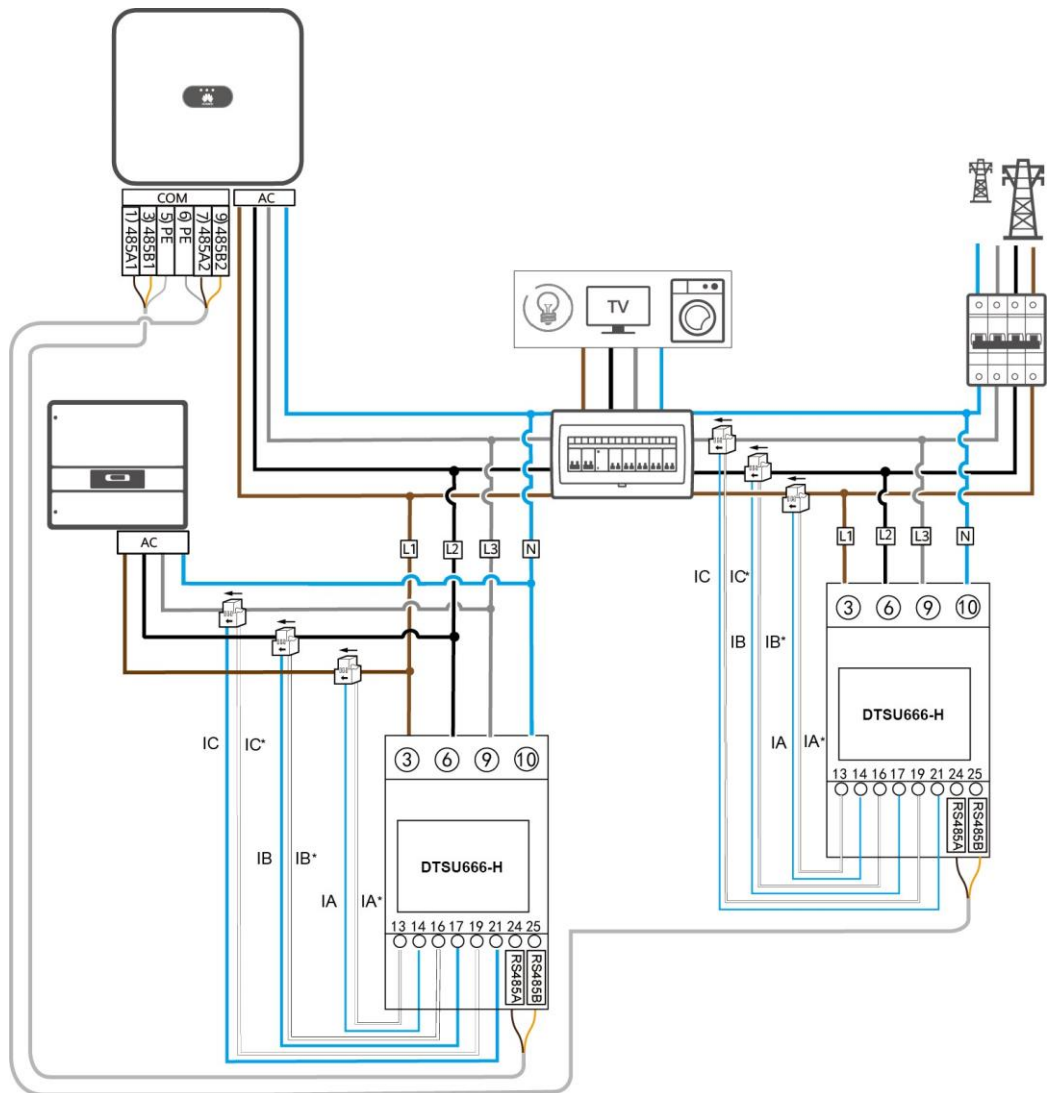 COM
AC
1) 485A1
3) 485B1
5) PE
6) PE
7) 485A2
9) 485B2
TV
AC
L1
L2
L3
N
L1
L2
L3
N
IC
IC*
IB
IB*
IA
IA*
3
6
9
10
DTSU666-H
13 14 16 17 19 21 24 25
RS485A
RS485B
IC
IC*
IB
IB*
IA
IA*
3
6
9
10
DTSU666-H
13 14 16 17 19 21 24 25
RS485A
RS485B